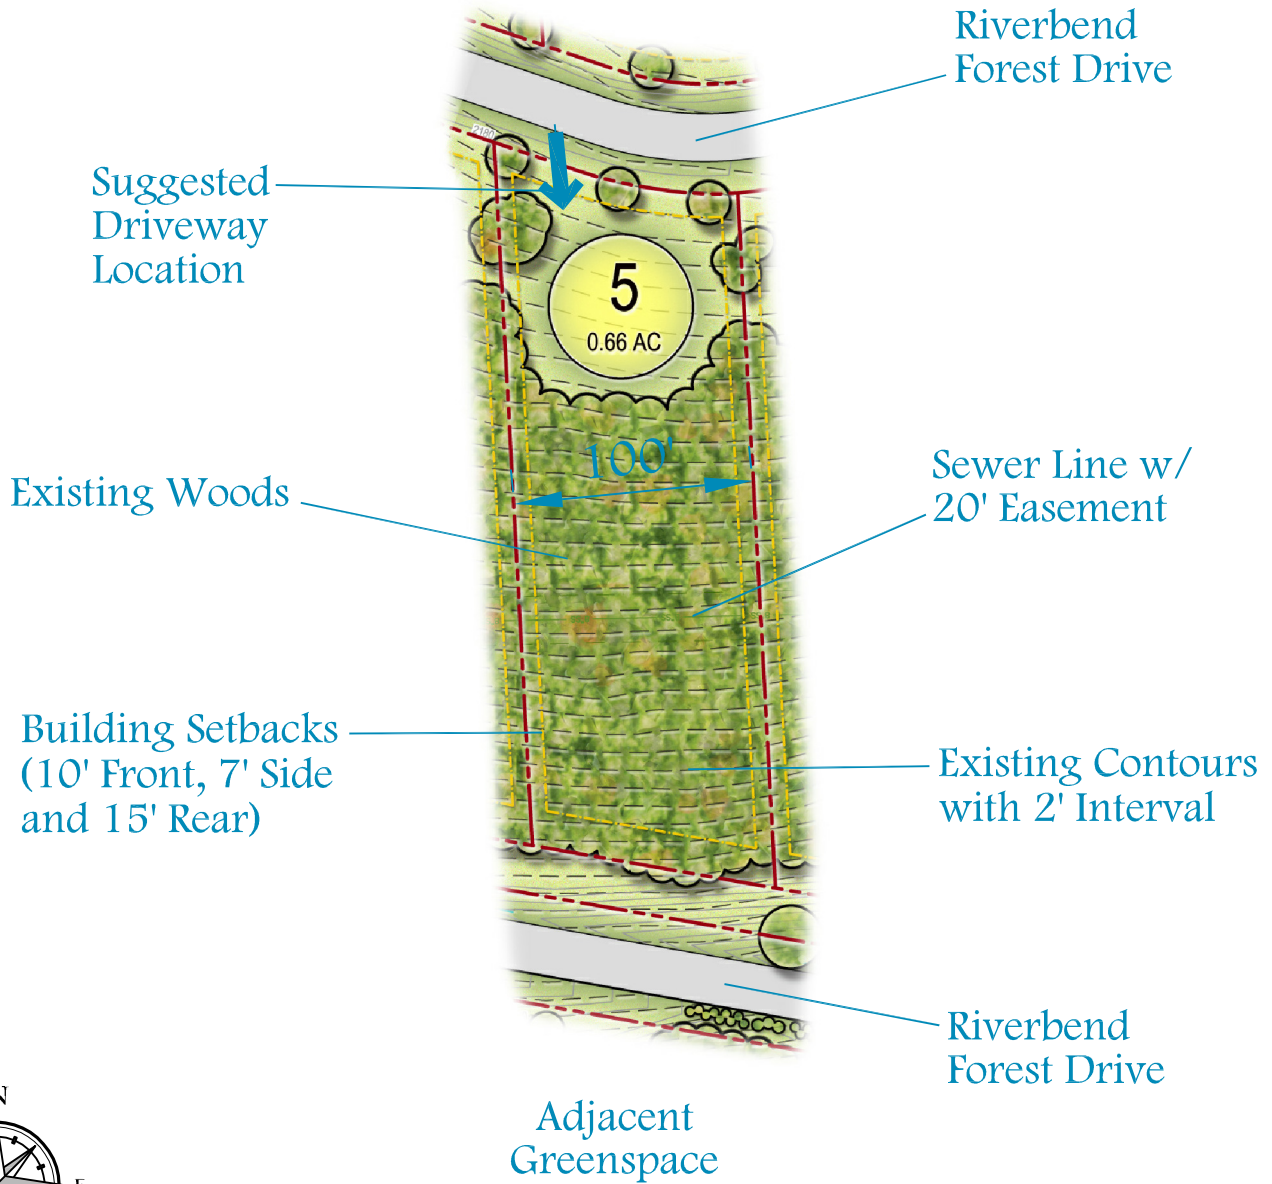 Riverbend
Forest Drive
2180
Suggested
Driveway
Location
5
0.66 AC
100'
Existing Woods
Sewer Line w/
20' Easement
Building Setbacks
(10' Front, 7' Side
and 15' Rear)
Existing Contours
with 2' Interval
Riverbend
Forest Drive
Adjacent
Greenspace
N
E